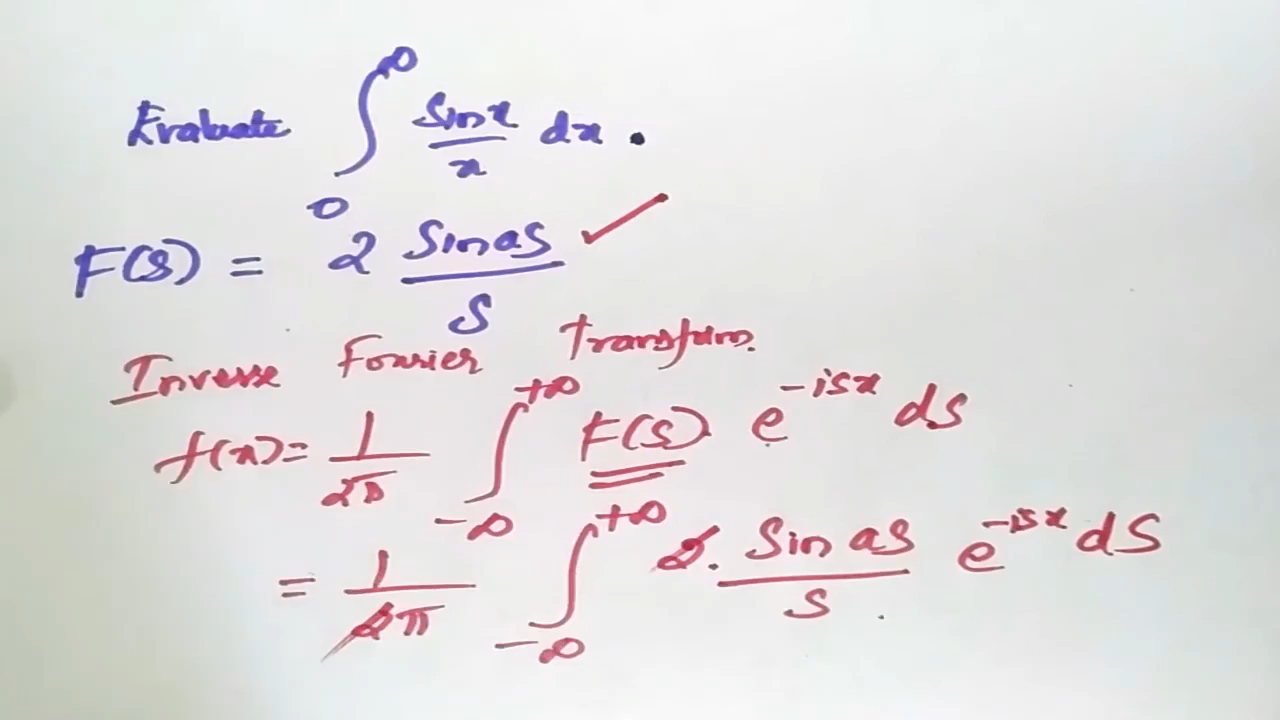 Evaluate ∫₀^∞ sinx/x dx.
F(s) = 2 Sin as/s ✓
Inverse Fourier Transform.
f(x) = 1/2π ∫_{-∞}^{+∞} F(s). e^{-isx} ds
= 1/2π ∫_{-∞}^{+∞} 2. Sin as/s e^{-isx} ds